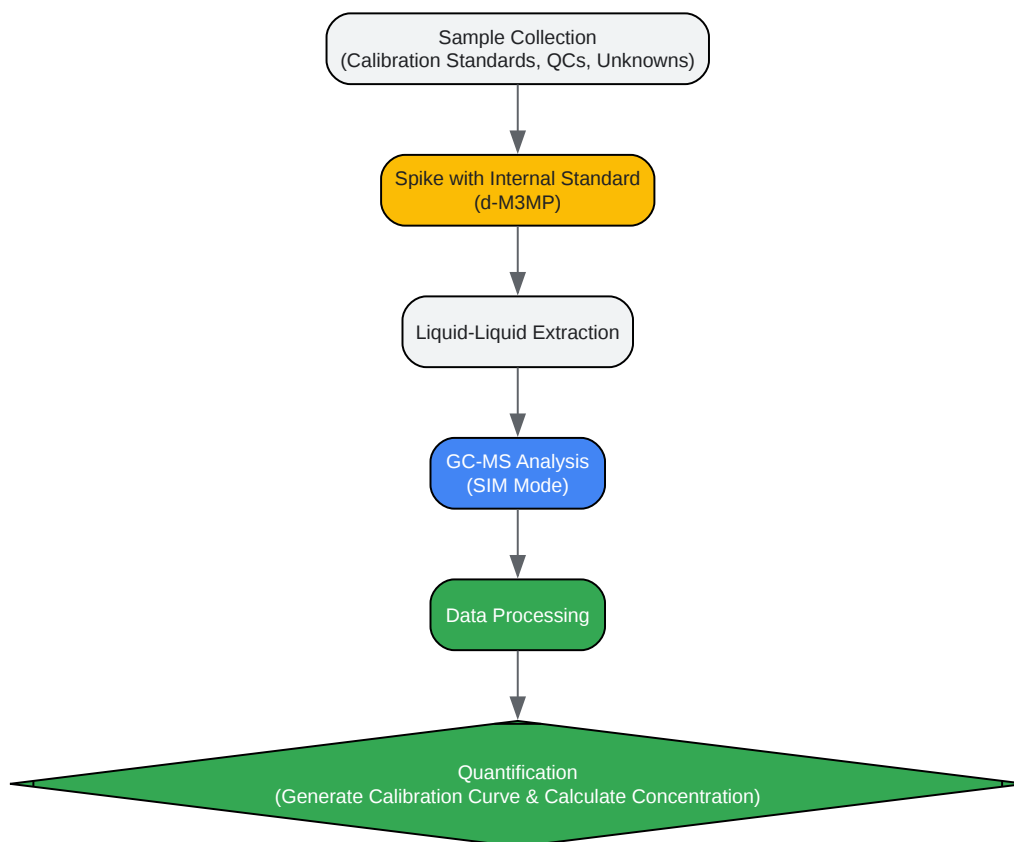 Sample Collection
(Calibration Standards, QCs, Unknowns)
Spike with Internal Standard
(d-M3MP)
Liquid-Liquid Extraction
GC-MS Analysis
(SIM Mode)
Data Processing
Quantification
(Generate Calibration Curve & Calculate Concentration)